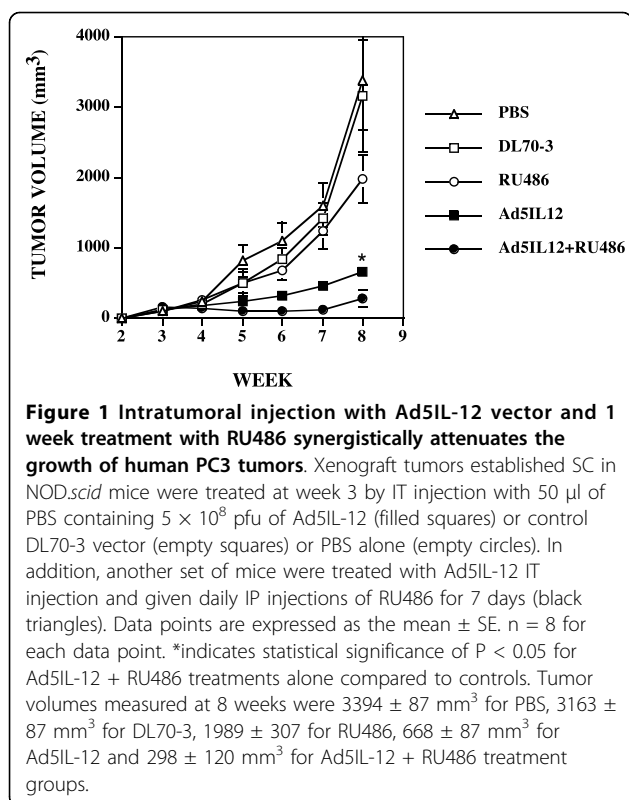 TUMOR VOLUME (mm³)
4000
3000
2000
1000
0
2 3 4 5 6 7 8 9
WEEK
*
PBS
DL70-3
RU486
Ad5IL12
Ad5IL12+RU486
Figure 1 Intratumoral injection with Ad5IL-12 vector and 1
week treatment with RU486 synergistically attenuates the
growth of human PC3 tumors. Xenograft tumors established SC in
NOD.scid mice were treated at week 3 by IT injection with 50 μl of
PBS containing 5 × 10⁸ pfu of Ad5IL-12 (filled squares) or control
DL70-3 vector (empty squares) or PBS alone (empty circles). In
addition, another set of mice were treated with Ad5IL-12 IT
injection and given daily IP injections of RU486 for 7 days (black
triangles). Data points are expressed as the mean ± SE. n = 8 for
each data point. *indicates statistical significance of P < 0.05 for
Ad5IL-12 + RU486 treatments alone compared to controls. Tumor
volumes measured at 8 weeks were 3394 ± 87 mm³ for PBS, 3163 ±
87 mm³ for DL70-3, 1989 ± 307 for RU486, 668 ± 87 mm³ for
Ad5IL-12 and 298 ± 120 mm³ for Ad5IL-12 + RU486 treatment
groups.